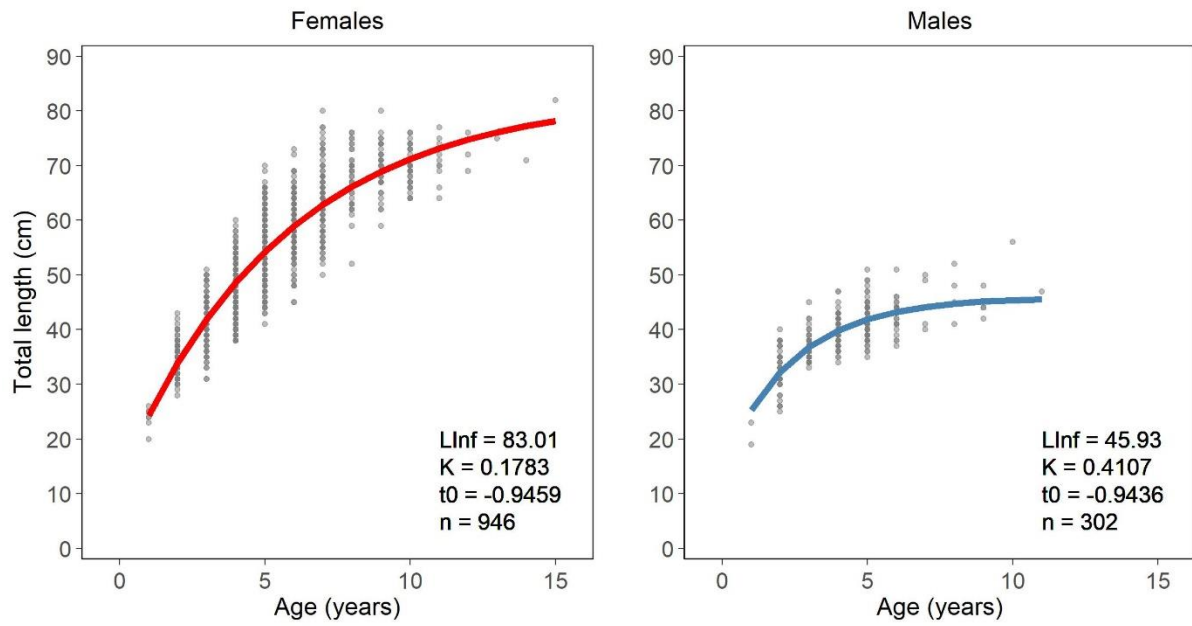 Females
Males
Total length (cm)
90
80
70
60
50
40
30
20
10
0
LInf = 83.01
K = 0.1783
t0 = -0.9459
n = 946
0 5 10 15
Age (years)
90
80
70
60
50
40
30
20
10
0
LInf = 45.93
K = 0.4107
t0 = -0.9436
n = 302
0 5 10 15
Age (years)